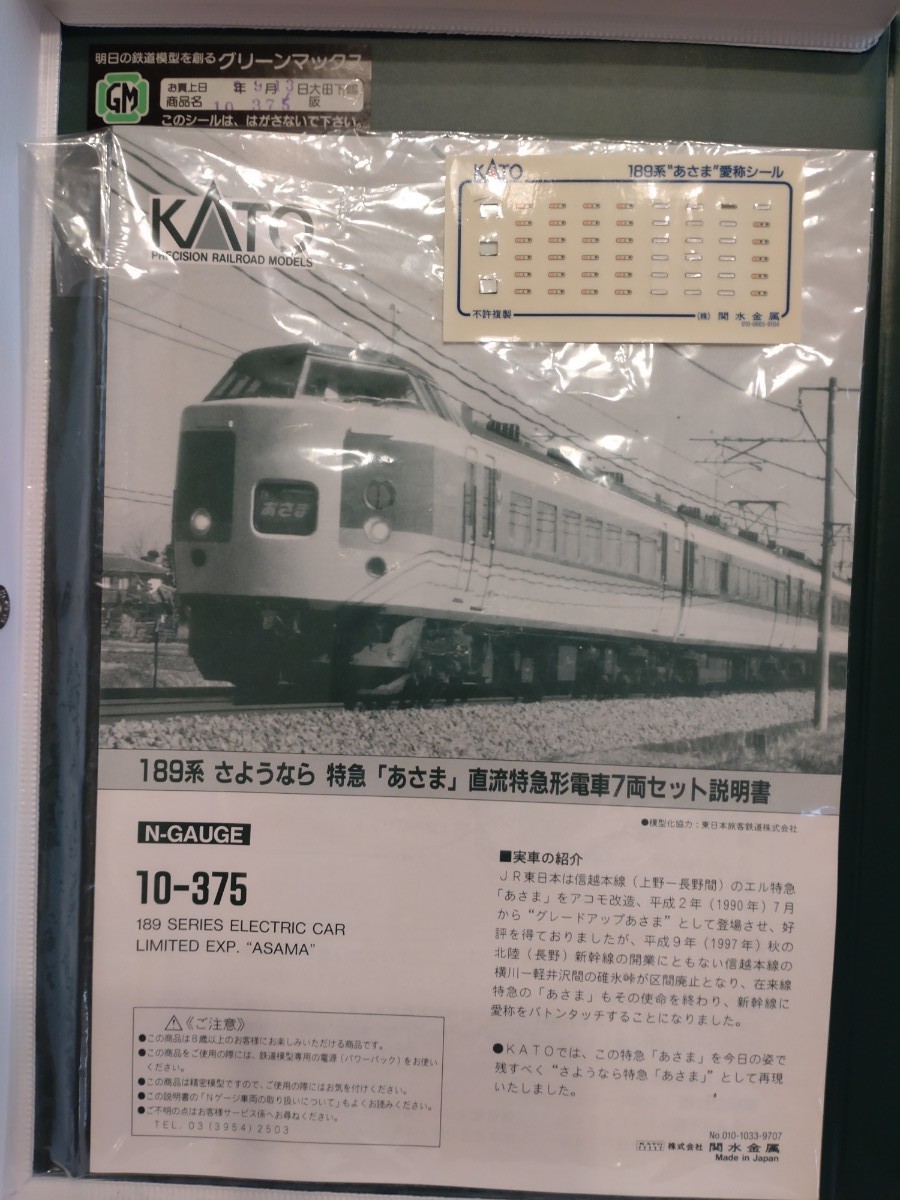 明日の鉄道模型を創るグリーンマックス
GM
お買上日 年 月 日
商品名 10 375
大田下
阪
このシールは、はがさないで下さい。
KATO
PRECISION RAILROAD MODELS
KATO 189系"あさま"愛称シール
不許複製 (株) 関水金属
あさま
189系 さようなら 特急「あさま」直流特急形電車7両セット説明書
●模型化協力：東日本旅客鉄道株式会社
N-GAUGE
10-375
189 SERIES ELECTRIC CAR
LIMITED EXP. "ASAMA"
■実車の紹介
ＪＲ東日本は信越本線（上野ー長野間）のエル特急
「あさま」をアコモ改造、平成２年（1990年）７月
から“グレードアップあさま”として登場させ、好
評を得ておりましたが、平成９年（1997年）秋の
北陸（長野）新幹線の開業にともない信越本線の
横川ー軽井沢間の碓氷峠が区間廃止となり、在来線
特急の「あさま」もその使命を終わり、新幹線に
愛称をバトンタッチすることになりました。
●ＫＡＴＯでは、この特急「あさま」を今日の姿で
残すべく“さようなら特急「あさま」”として再現
いたしました。
⚠《ご注意》
●この商品は８歳以上のお客様にお楽しみいただける商品です。
●この商品をご使用の際には、鉄道模型専用の電源（パワーパック）をお使い
ください。
●この商品は精密模型ですので、ご使用の際にはお気を付けください。
●この説明書の「Ｎゲージ車両の取り扱いについて」もよくお読みください。
●ご不明の点はお客様サービス係へお尋ねください。
ＴＥＬ．０３（３９５４）２５０３
No.010-1033-9707
KATO 株式会社 関水金属
Made in Japan